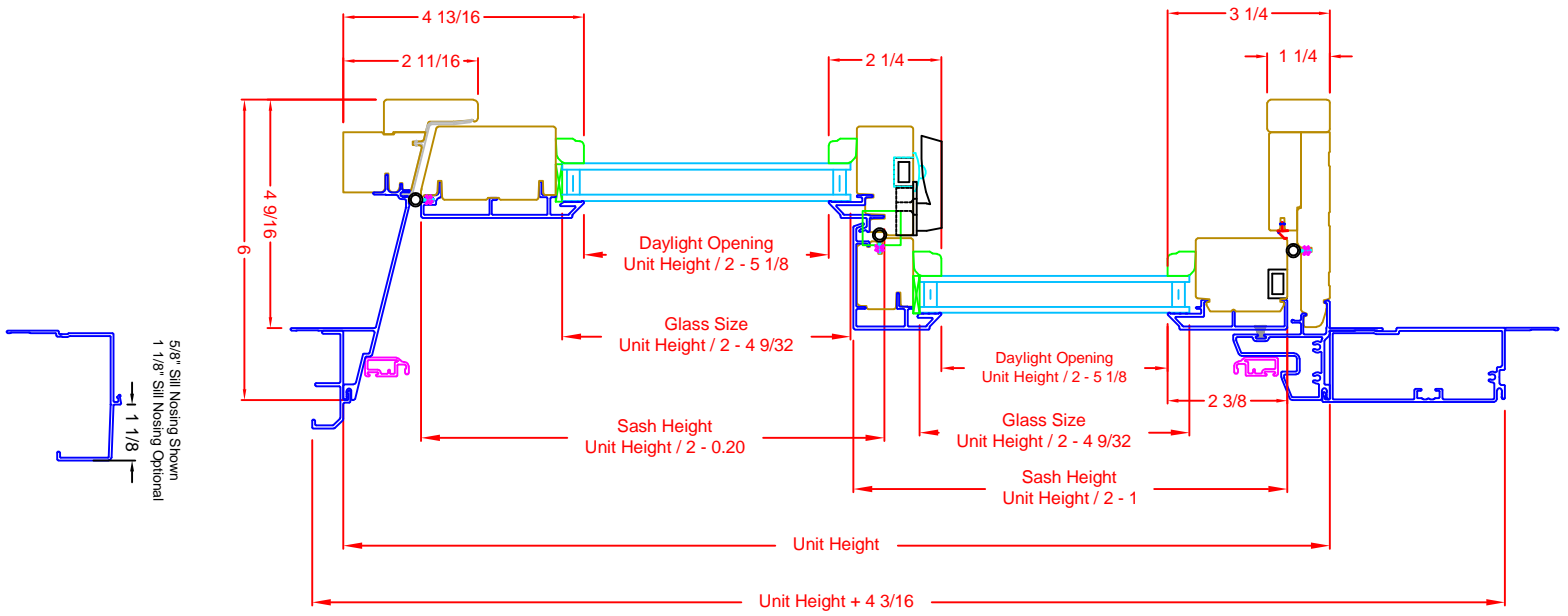 4 13/16
3 1/4
2 11/16
2 1/4
1 1/4
6
4 9/16
Daylight Opening
Unit Height / 2 - 5 1/8
Glass Size
Unit Height / 2 - 4 9/32
Daylight Opening
Unit Height / 2 - 5 1/8
2 3/8
Sash Height
Unit Height / 2 - 0.20
Glass Size
Unit Height / 2 - 4 9/32
Sash Height
Unit Height / 2 - 1
5/8" Sill Nosing Shown
1 1/8" Sill Nosing Optional
1 1/8
Unit Height
Unit Height + 4 3/16